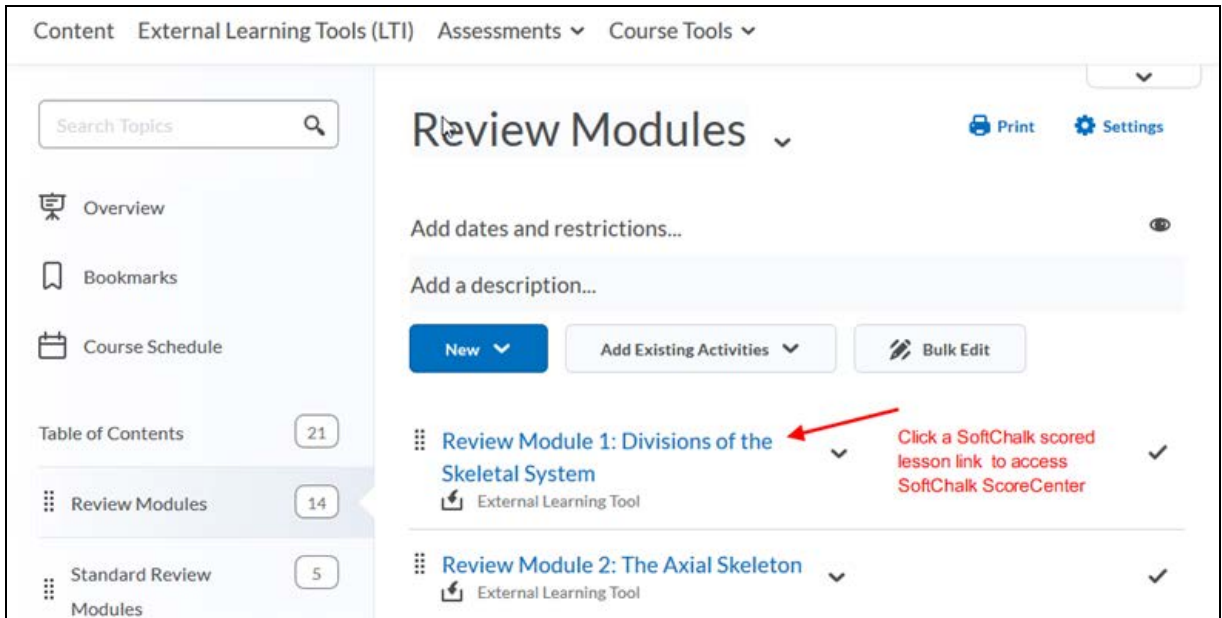 Content External Learning Tools (LTI) Assessments Course Tools
Search Topics
Overview
Bookmarks
Course Schedule
Table of Contents 21
Review Modules 14
Standard Review 5
Modules
Review Modules
Print Settings
Add dates and restrictions...
Add a description...
New Add Existing Activities Bulk Edit
Review Module 1: Divisions of the
Skeletal System
External Learning Tool
Click a SoftChalk scored
lesson link to access
SoftChalk ScoreCenter
Review Module 2: The Axial Skeleton
External Learning Tool